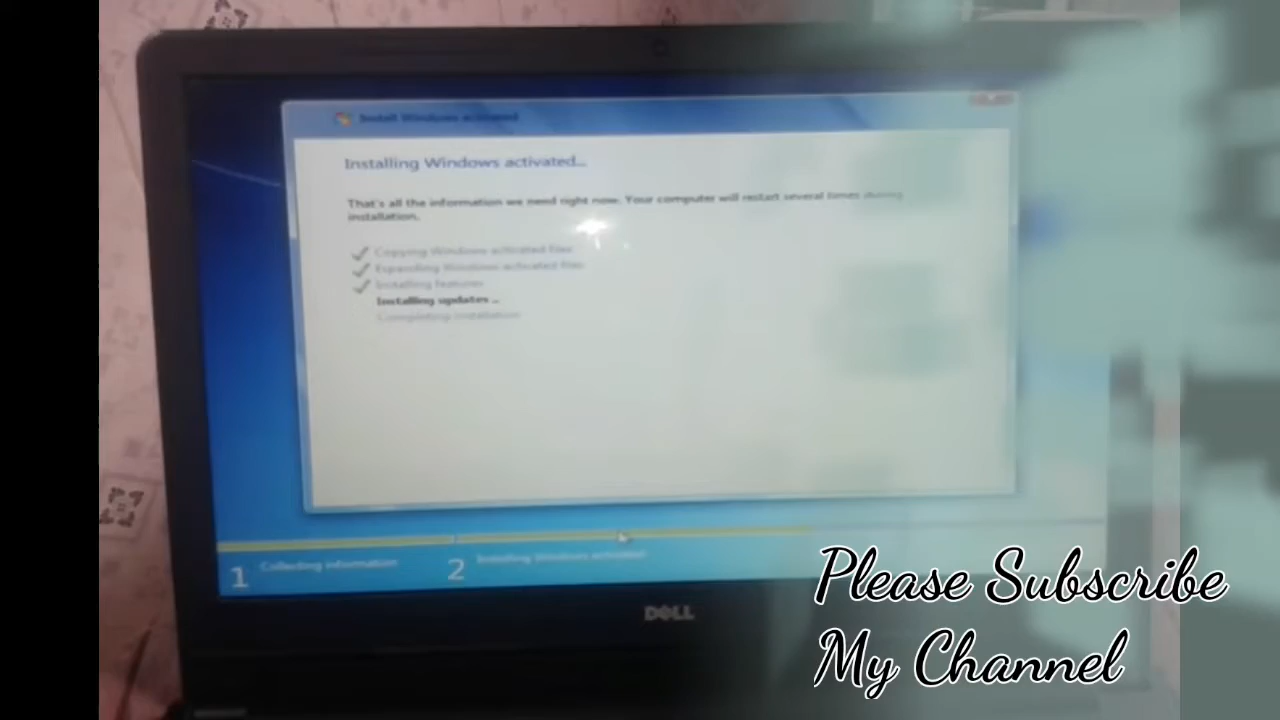 Install Windows activated
Installing Windows activated...
That's all the information we need right now. Your computer will restart several times during
installation.
Copying Windows activated files
Expanding Windows activated files
Installing features
Installing updates ...
Completing installation
1 Collecting information
2 Installing Windows activated
DELL
Please Subscribe
My Channel